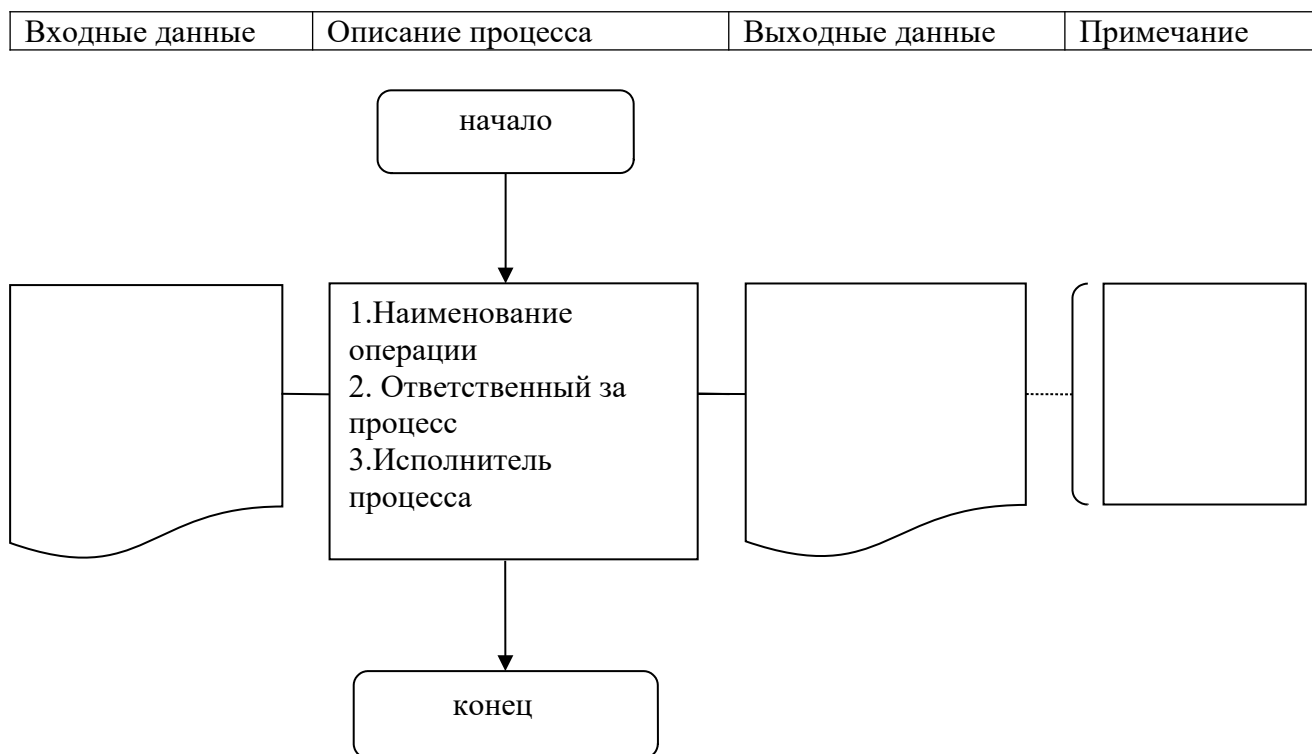 Входные данные
Описание процесса
Выходные данные
Примечание
начало
1.Наименование
операции
2. Ответственный за
процесс
3.Исполнитель
процесса
конец